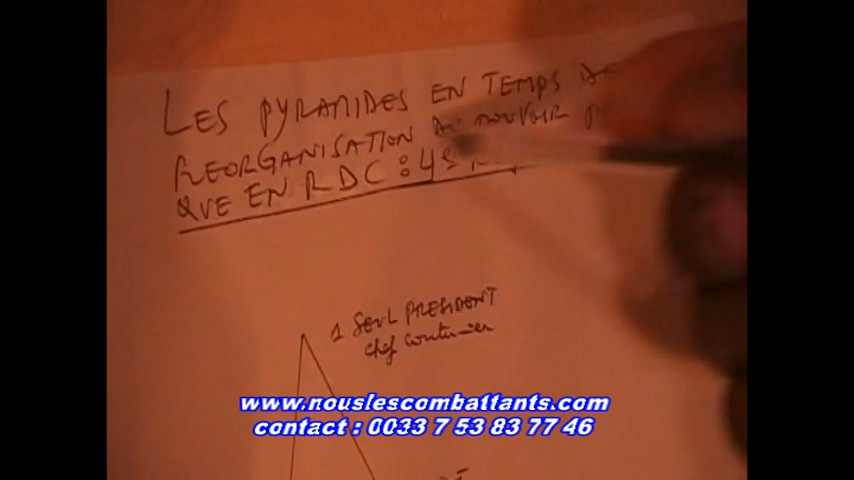 LES PYRAMIDES EN TEMPS DE
REORGANISATION DU POUVOIR
QUE EN RDC : 45
1 SEUL PRESIDENT
chef coutumier
www.nouslescombattants.com
contact : 0033 7 53 83 77 46